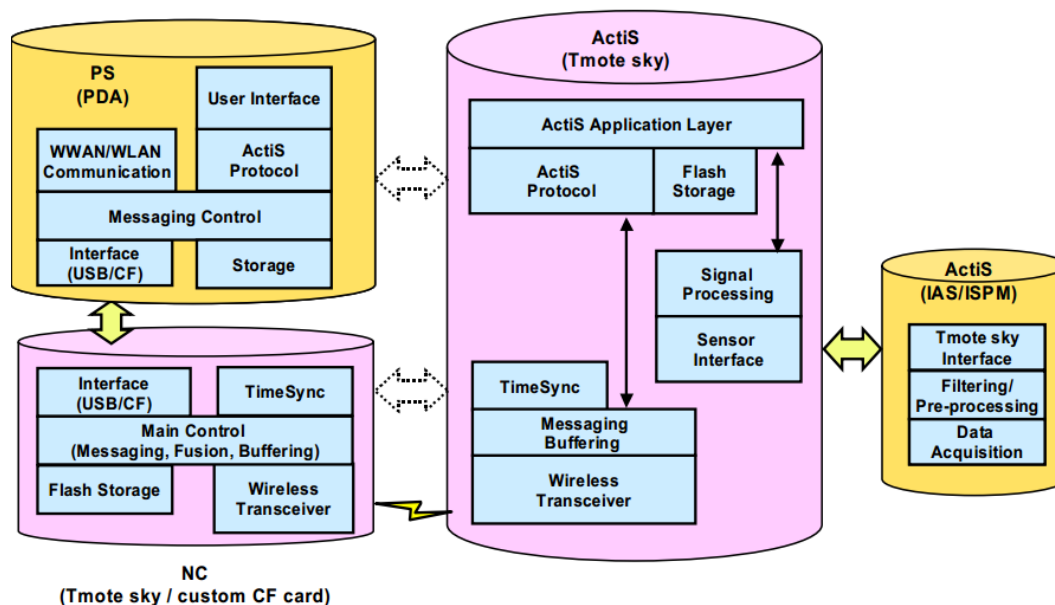 PS
(PDA)
User Interface
WWAN/WLAN
Communication
ActiS
Protocol
Messaging Control
Interface
(USB/CF)
Storage
Interface
(USB/CF)
TimeSync
Main Control
(Messaging, Fusion, Buffering)
Flash Storage
Wireless
Transceiver
NC
(Tmote sky / custom CF card)
ActiS
(Tmote sky)
ActiS Application Layer
ActiS
Protocol
Flash
Storage
Signal
Processing
Sensor
Interface
TimeSync
Messaging
Buffering
Wireless
Transceiver
ActiS
(IAS/ISPM)
Tmote sky
Interface
Filtering/
Pre-processing
Data
Acquisition